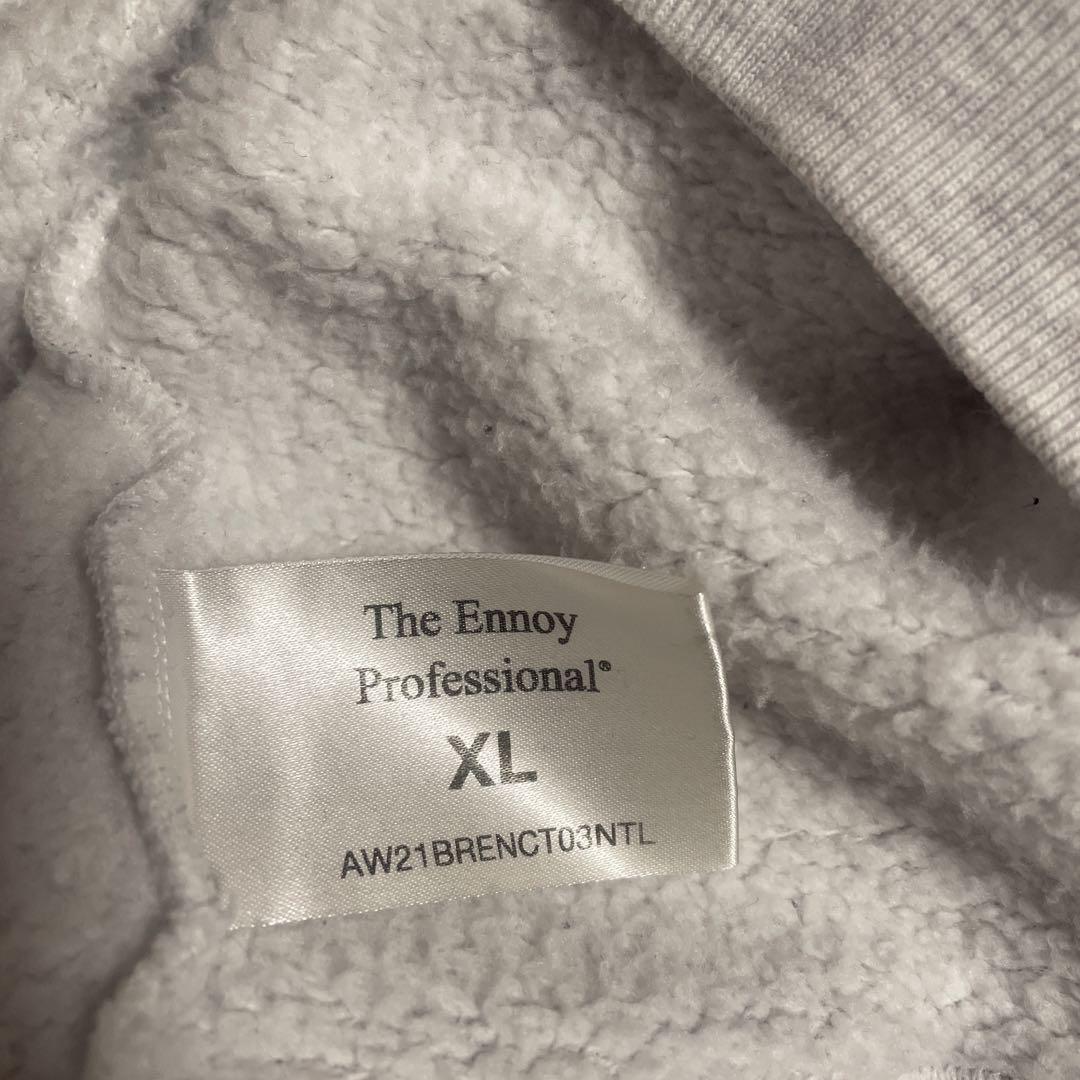 The Ennoy
Professional®
XL
AW21BRENCT03NTL